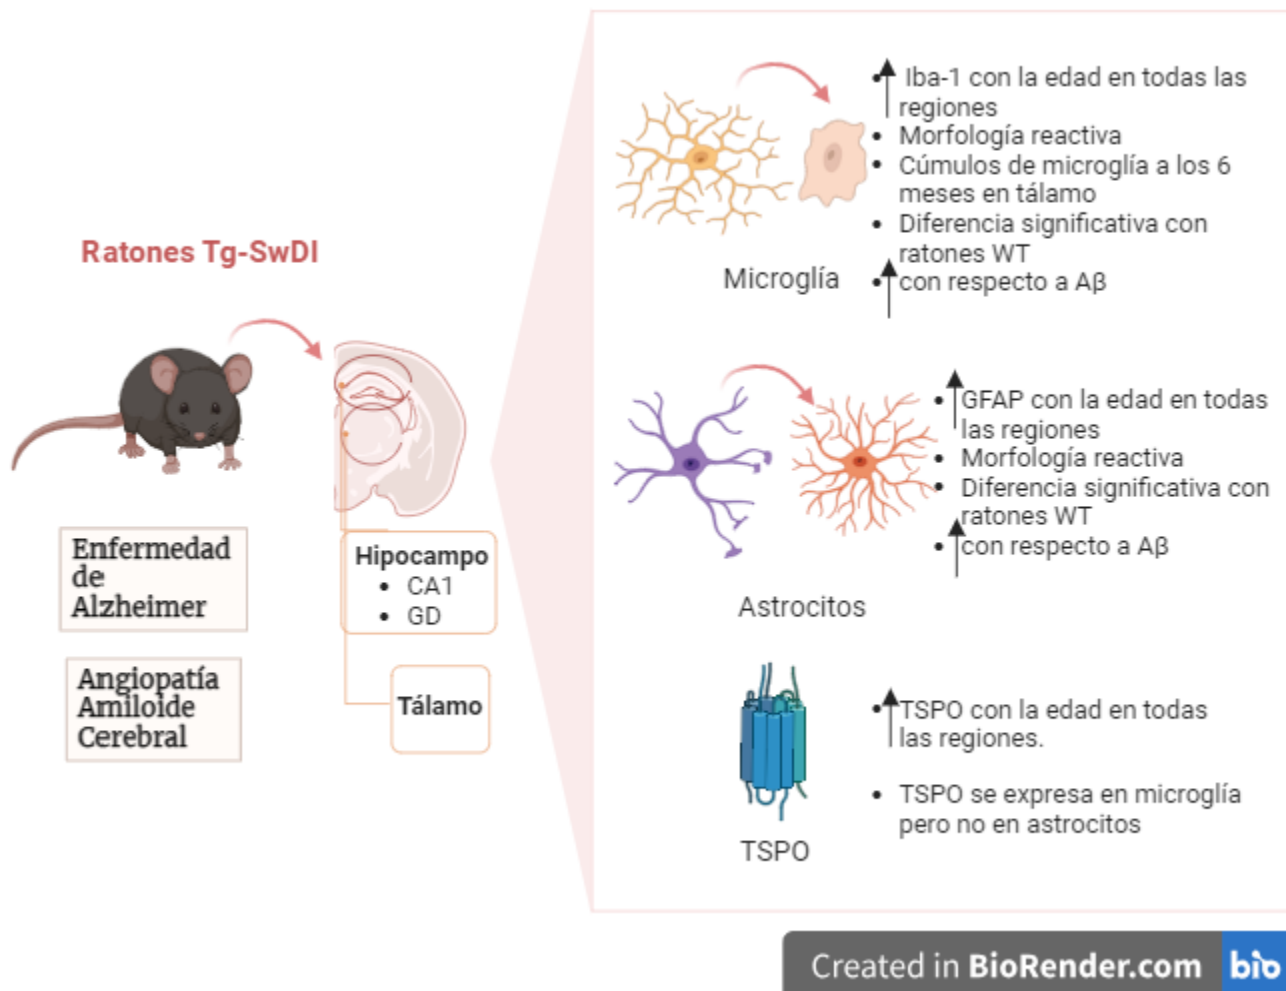 Ratones Tg-SwDI
Enfermedad
de
Alzheimer
Angiopatía
Amiloide
Cerebral
Hipocampo
• CA1
• GD
Tálamo
• Iba-1 con la edad en todas las
regiones
• Morfología reactiva
• Cúmulos de microglía a los 6
meses en tálamo
• Diferencia significativa con
ratones WT
• con respecto a Aβ
Microglía
• GFAP con la edad en todas
las regiones
• Morfología reactiva
• Diferencia significativa con
ratones WT
• con respecto a Aβ
Astrocitos
• TSPO con la edad en todas
las regiones.
• TSPO se expresa en microglía
pero no en astrocitos
TSPO
Created in BioRender.com bio